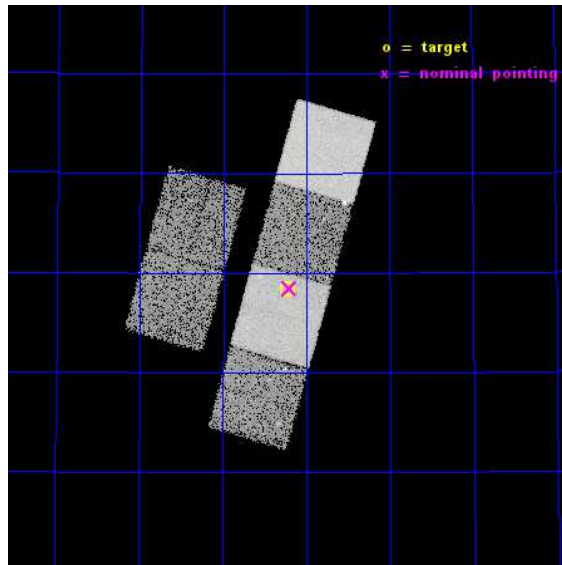 o = target
x = nominal pointing